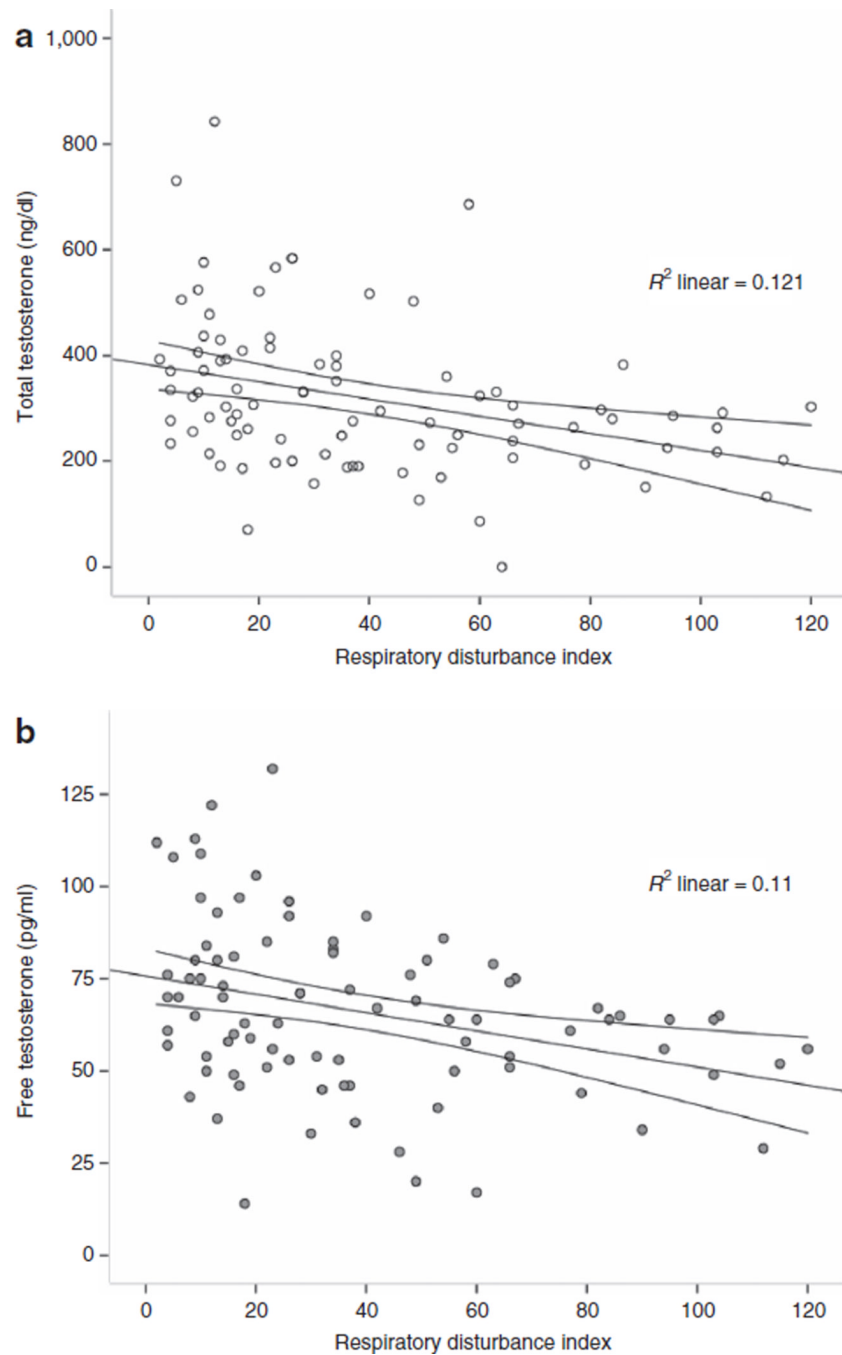 a
1,000
800
600
400
200
0
Total testosterone (ng/dl)
R² linear = 0.121
0 20 40 60 80 100 120
Respiratory disturbance index
b
125
100
75
50
25
0
Free testosterone (pg/ml)
R² linear = 0.11
0 20 40 60 80 100 120
Respiratory disturbance index